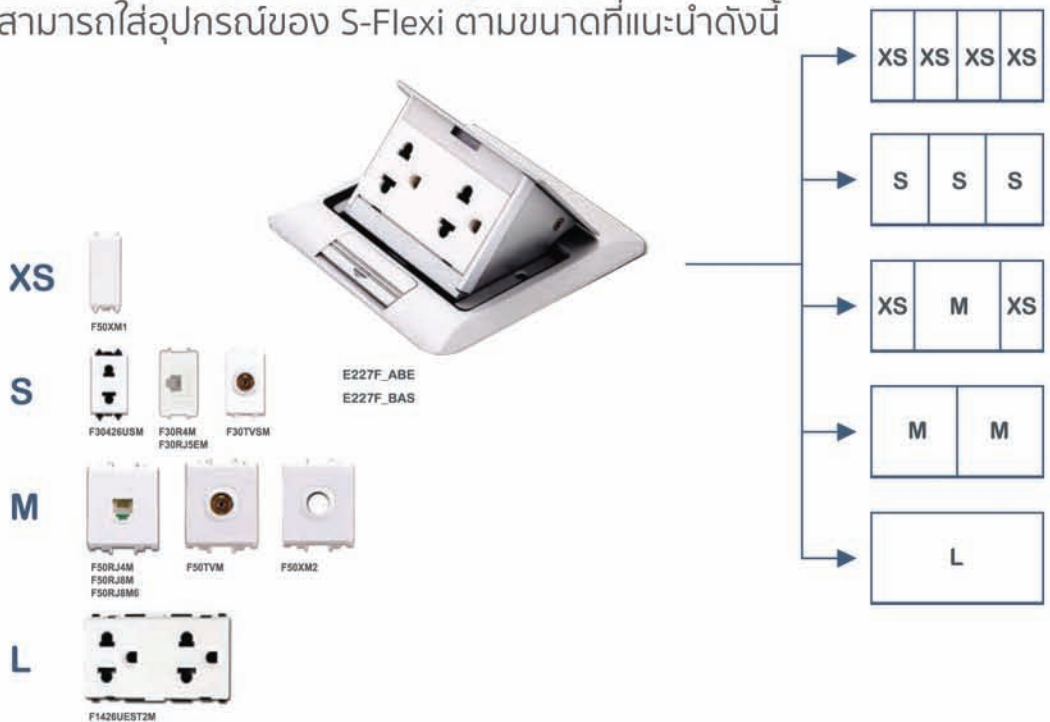 สามารถใส่อุปกรณ์ของ S-Flexi ตามขนาดที่แนะนำดังนี้
XS
F50XM1
S
F30426USM
F30R4M
F30RJ5EM
F30TVSM
M
F50RJ4M
F50RJ8M
F50RJ8M6
F50TVM
F50XM2
L
F1426UEST2M
E227F_ABE
E227F_BAS
XS XS XS XS
S S S
XS M XS
M M
L